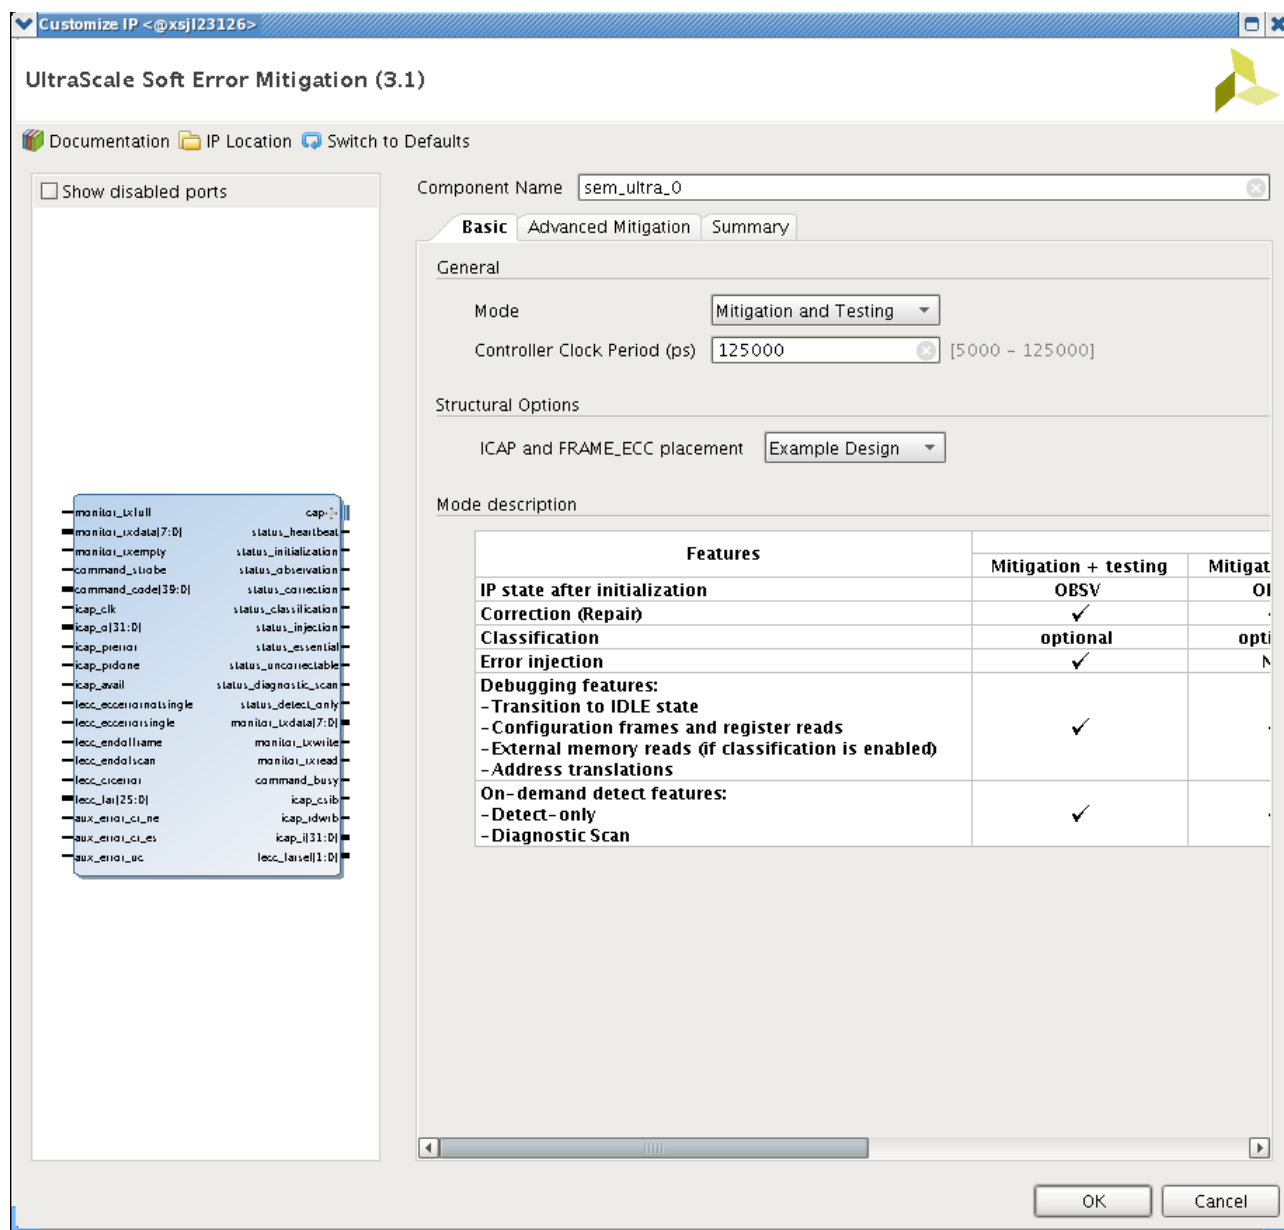 Customize IP <@xsjl23126>
UltraScale Soft Error Mitigation (3.1)
Documentation IP Location Switch to Defaults
Show disabled ports
Component Name sem_ultra_0
Basic Advanced Mitigation Summary
General
Mode Mitigation and Testing
Controller Clock Period (ps) 125000 [5000 - 125000]
Structural Options
ICAP and FRAME_ECC placement Example Design
Mode description
Features
Mitigation + testing Mitigat
IP state after initialization OBSV
Correction (Repair)
Classification optional opti
Error injection
Debugging features:
-Transition to IDLE state
-Configuration frames and register reads
-External memory reads (if classification is enabled)
-Address translations
On-demand detect features:
-Detect-only
-Diagnostic Scan
monitor_txfull
monitor_rxdata[7:0] status_heartbeat
monitor_rxempty status_initialization
command_strobe status_observation
command_code[39:0] status_correction
icap_clk status_classification
icap_o[31:0] status_injection
icap_prerror status_essential
icap_prdone status_uncorrectable
icap_avail status_diagnostic_scan
fecc_eccerrornotsingle status_detect_only
fecc_eccerrorsingle monitor_txdata[7:0]
fecc_endofframe monitor_txwrite
fecc_endofscan monitor_rxread
fecc_crcerror command_busy
fecc_far[25:0] icap_csib
aux_error_cr_ne icap_rdwrb
aux_error_cr_es icap_i[31:0]
aux_error_uc fecc_farsel[1:0]
OK Cancel